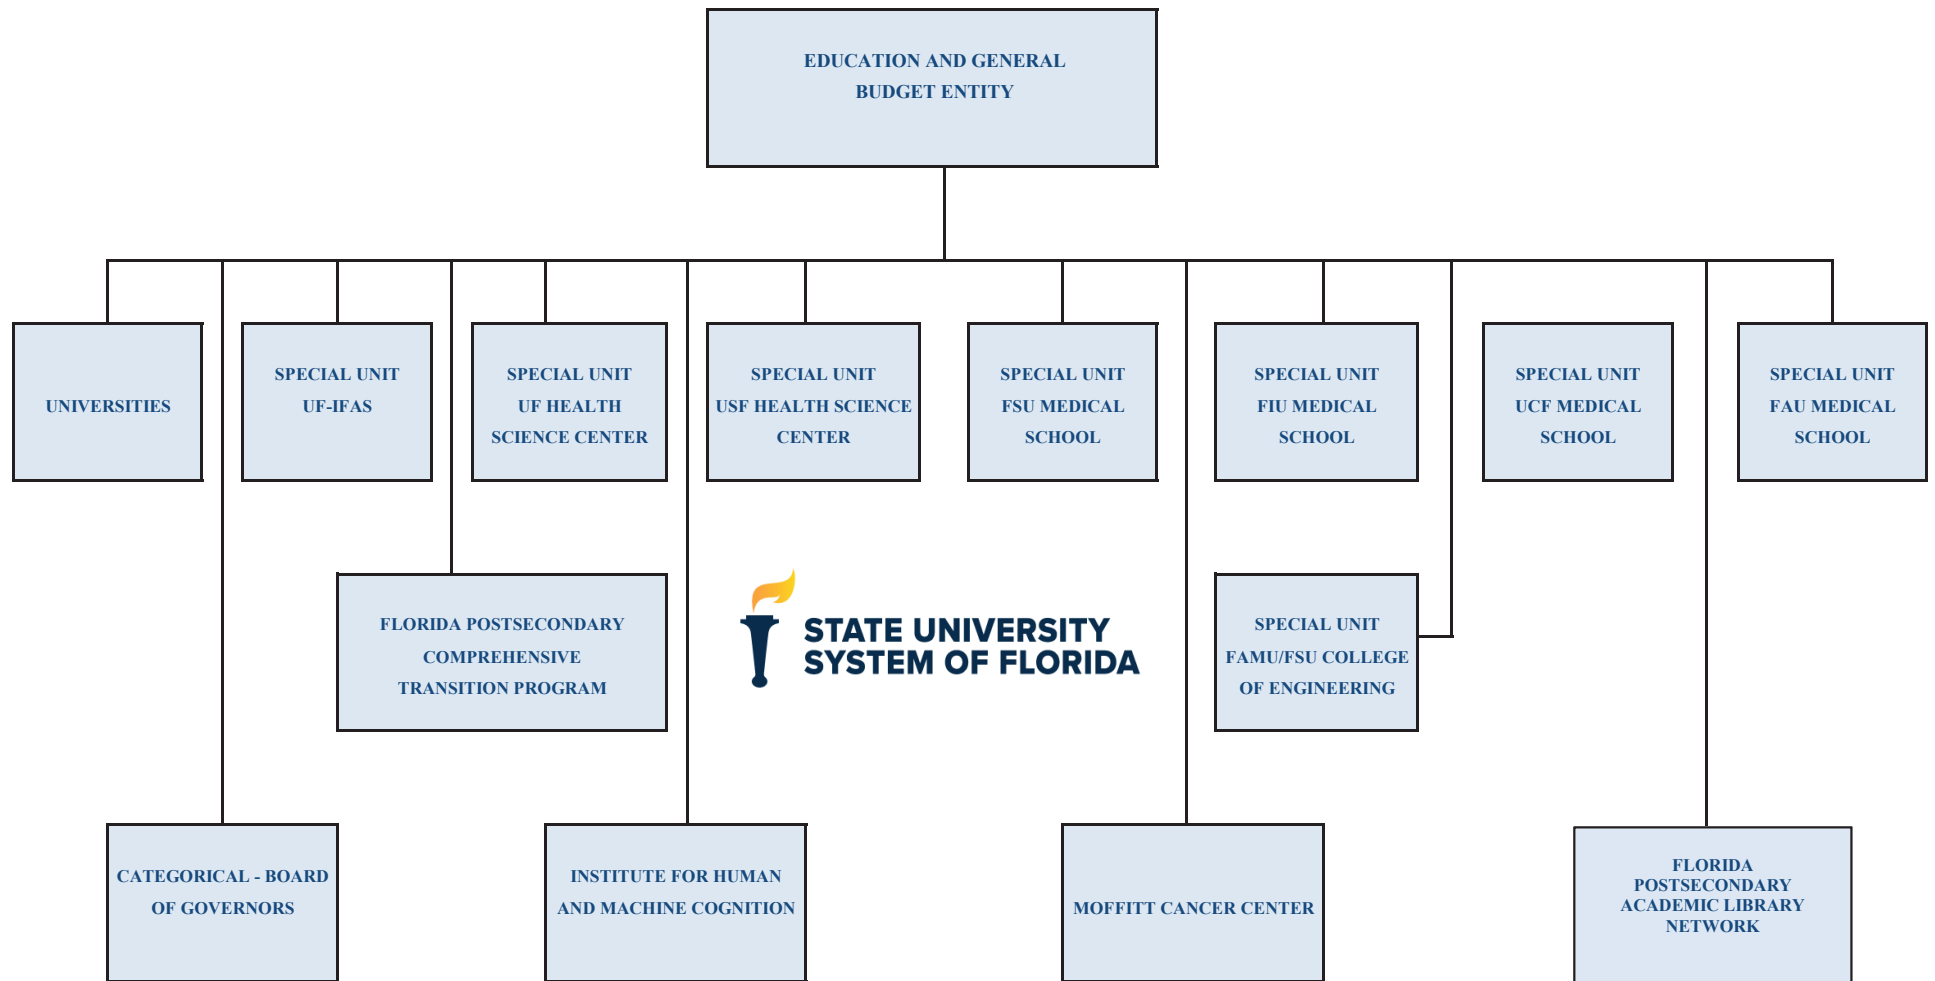 EDUCATION AND GENERAL
BUDGET ENTITY
UNIVERSITIES
SPECIAL UNIT
UF-IFAS
SPECIAL UNIT
UF HEALTH
SCIENCE CENTER
SPECIAL UNIT
USF HEALTH SCIENCE
CENTER
SPECIAL UNIT
FSU MEDICAL
SCHOOL
SPECIAL UNIT
FIU MEDICAL
SCHOOL
SPECIAL UNIT
UCF MEDICAL
SCHOOL
SPECIAL UNIT
FAU MEDICAL
SCHOOL
FLORIDA POSTSECONDARY
COMPREHENSIVE
TRANSITION PROGRAM
STATE UNIVERSITY
SYSTEM OF FLORIDA
SPECIAL UNIT
FAMU/FSU COLLEGE
OF ENGINEERING
CATEGORICAL - BOARD
OF GOVERNORS
INSTITUTE FOR HUMAN
AND MACHINE COGNITION
MOFFITT CANCER CENTER
FLORIDA
POSTSECONDARY
ACADEMIC LIBRARY
NETWORK